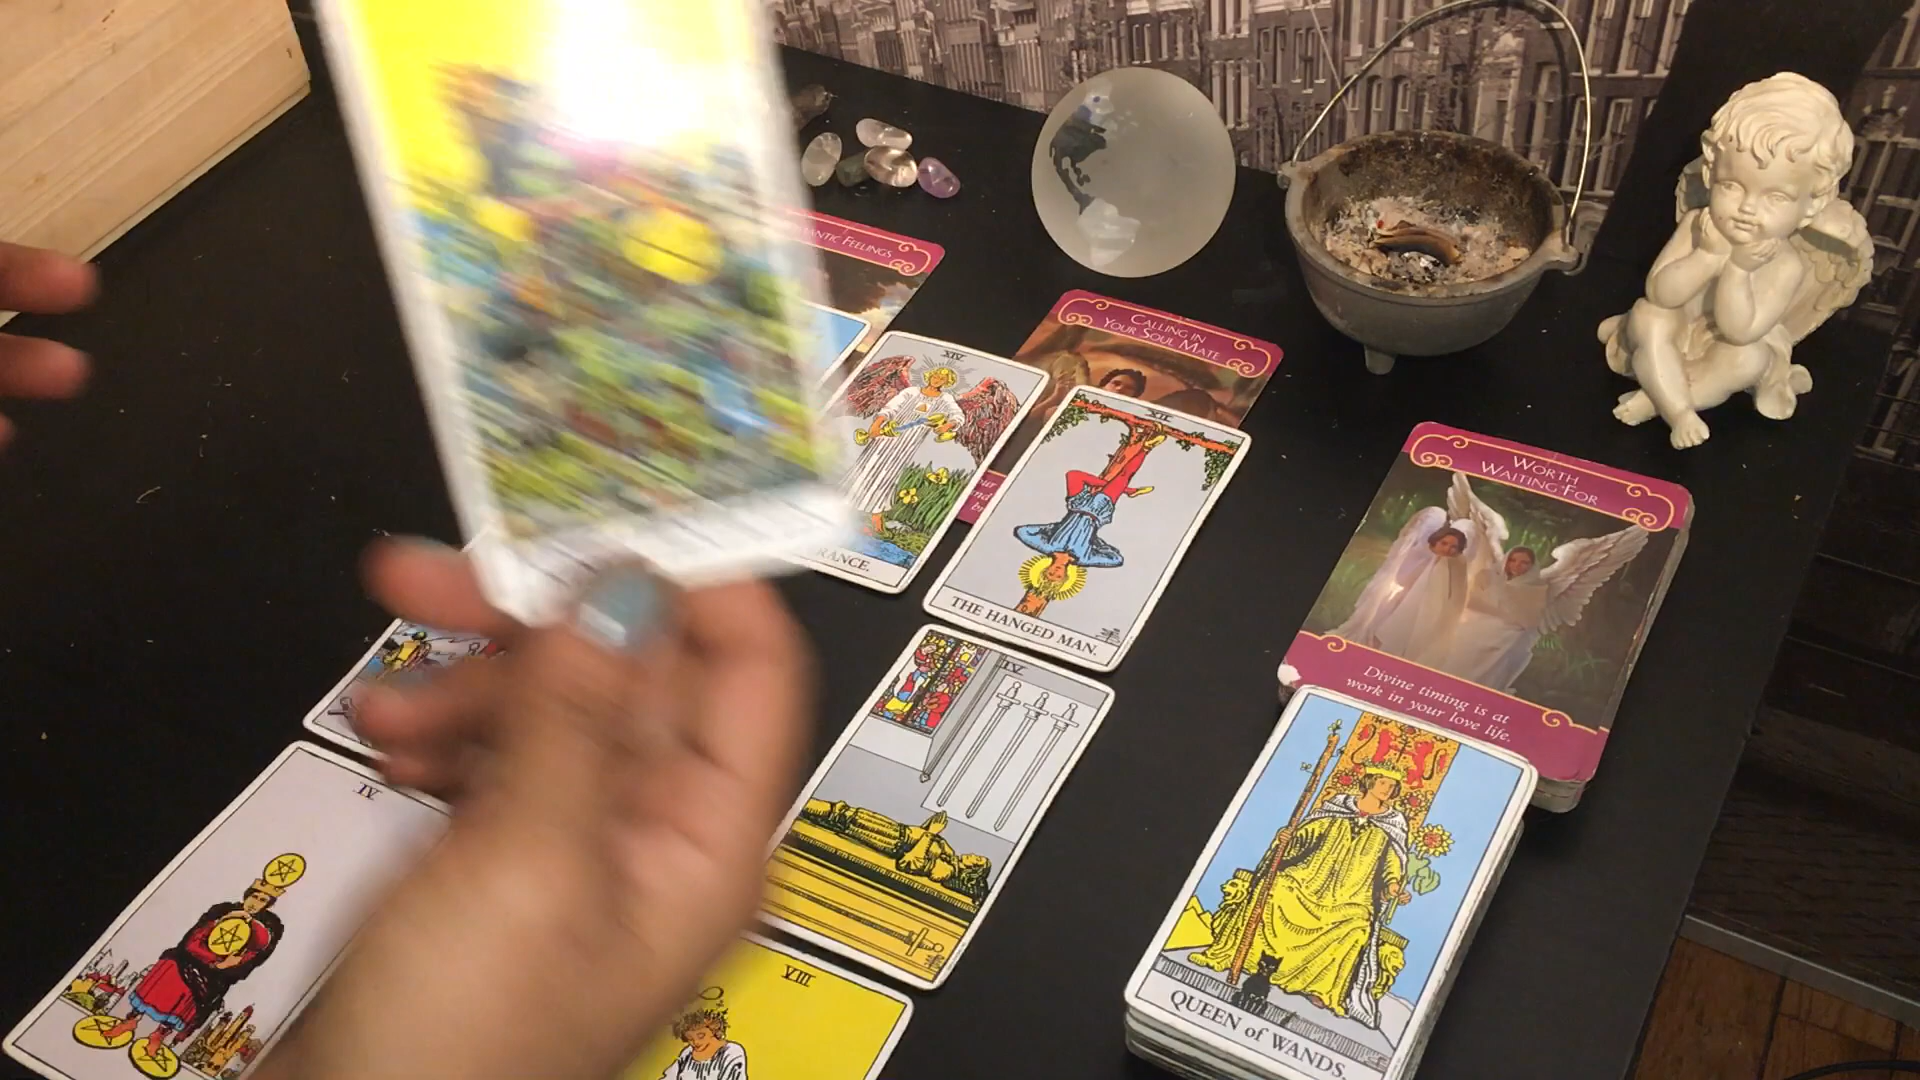 MANTIC FEELINGS
CALLING IN
YOUR SOUL MATE
XIV
RANCE.
XII
THE HANGED MAN.
WORTH
WAITING FOR
Divine timing is at
work in your love life.
IV
IV
VIII
QUEEN of WANDS.